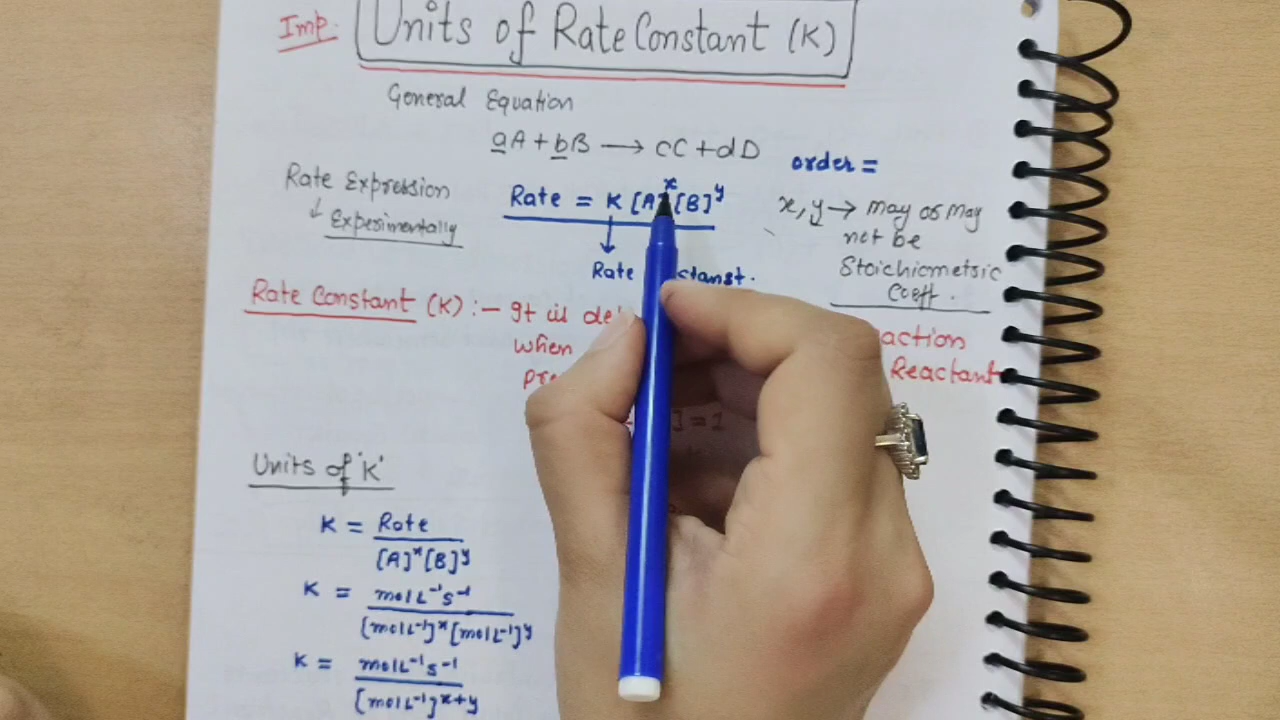 Imp. Units of Rate Constant (K)
General Equation
aA + bB → cC + dD
order =
Rate Expression
↓ Experimentally
Rate = K [A]ˣ [B]ʸ
x, y → May or May
not be
Stoichiometric
Coeff.
Rate
Rate Constant (K) :- It is
action
when
Reactant
Units of 'K'
K = Rate / [A]ˣ [B]ʸ
K = mol L⁻¹ s⁻¹ / [mol L⁻¹]ˣ [mol L⁻¹]ʸ
K = mol L⁻¹ s⁻¹ / [mol L⁻¹]ˣ⁺ʸ